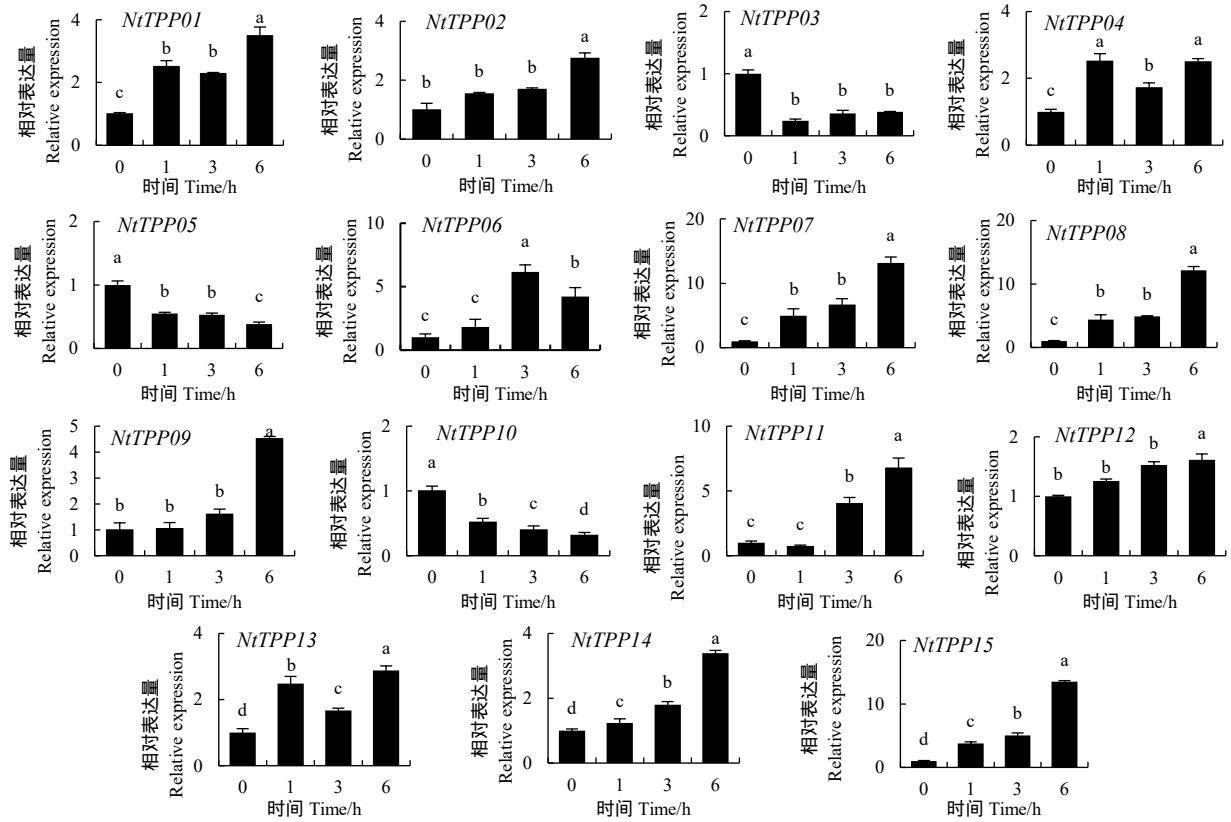 NtTPP01
相对表达量
Relative expression
4
2
0
c
b
b
a
0 1 3 6
时间 Time/h
NtTPP02
相对表达量
Relative expression
4
2
0
b
b
b
a
0 1 3 6
时间 Time/h
NtTPP03
相对表达量
Relative expression
2
1
0
a
b
b
b
0 1 3 6
时间 Time/h
NtTPP04
相对表达量
Relative expression
4
2
0
c
a
b
a
0 1 3 6
时间 Time/h
NtTPP05
相对表达量
Relative expression
2
1
0
a
b
b
c
0 1 3 6
时间 Time/h
NtTPP06
相对表达量
Relative expression
10
5
0
c
c
a
b
0 1 3 6
时间 Time/h
NtTPP07
相对表达量
Relative expression
20
10
0
c
b
b
a
0 1 3 6
时间 Time/h
NtTPP08
相对表达量
Relative expression
20
10
0
c
b
b
a
0 1 3 6
时间 Time/h
NtTPP09
相对表达量
Relative expression
5
4
3
2
1
0
b
b
b
a
0 1 3 6
时间 Time/h
NtTPP10
相对表达量
Relative expression
2
1
0
a
b
c
d
0 1 3 6
时间 Time/h
NtTPP11
相对表达量
Relative expression
10
5
0
c
c
b
a
0 1 3 6
时间 Time/h
NtTPP12
相对表达量
Relative expression
2
1
0
b
b
b
a
0 1 3 6
时间 Time/h
NtTPP13
相对表达量
Relative expression
4
2
0
d
b
c
a
0 1 3 6
时间 Time/h
NtTPP14
相对表达量
Relative expression
4
2
0
d
c
b
a
0 1 3 6
时间 Time/h
NtTPP15
相对表达量
Relative expression
20
10
0
d
c
b
a
0 1 3 6
时间 Time/h